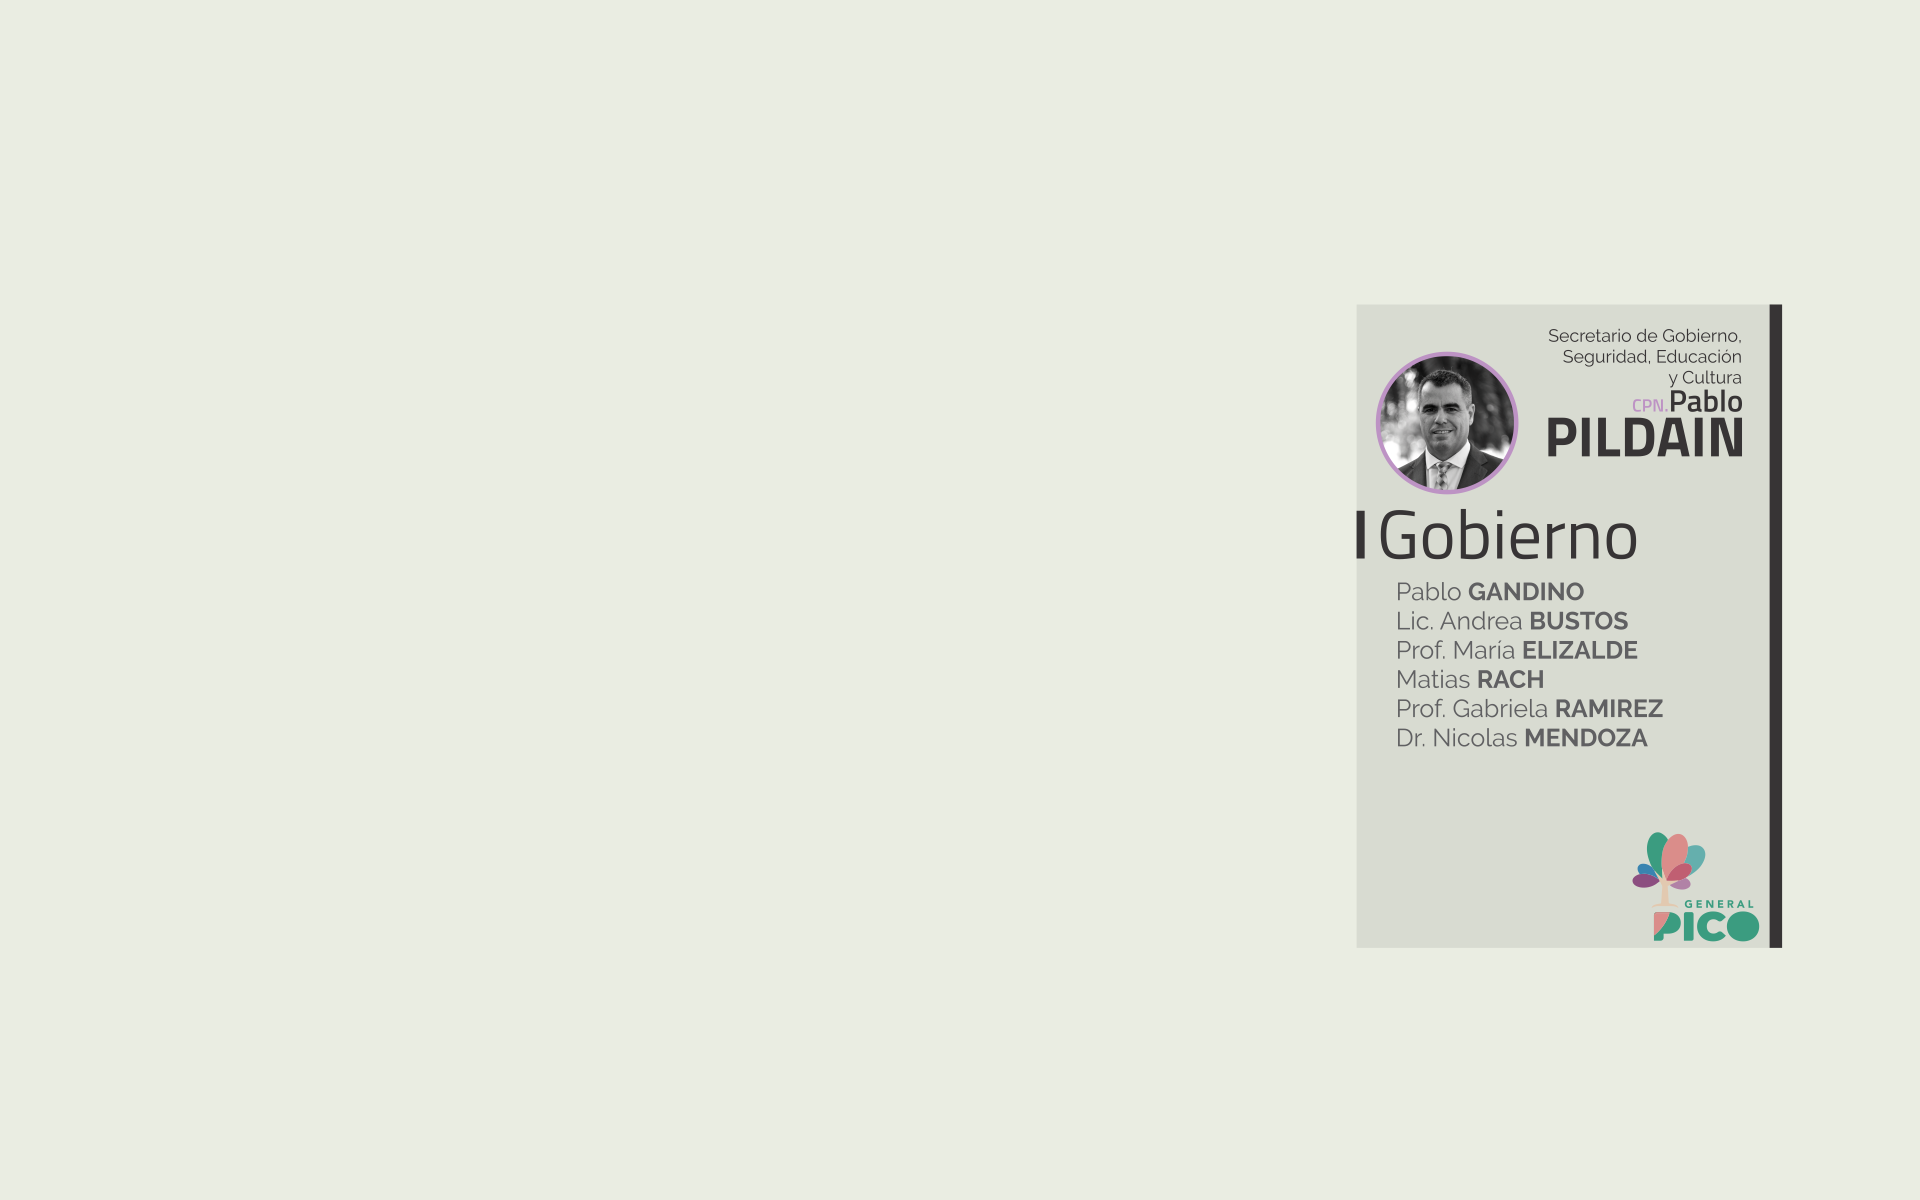 Secretario de Gobierno,
Seguridad, Educación
y Cultura
CPN. Pablo
PILDAIN
Gobierno
Pablo GANDINO
Lic. Andrea BUSTOS
Prof. María ELIZALDE
Matias RACH
Prof. Gabriela RAMIREZ
Dr. Nicolas MENDOZA
GENERAL
PICO